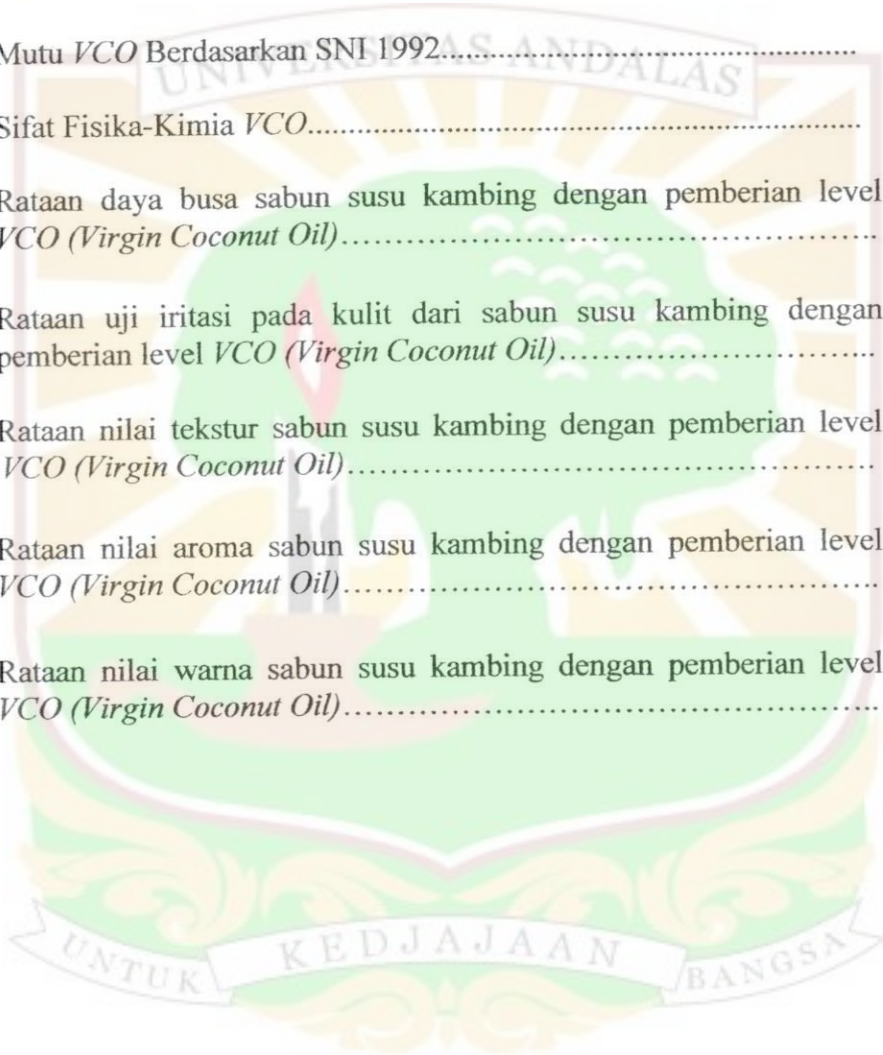 Mutu VCO Berdasarkan SNI 1992............................................................
Sifat Fisika-Kimia VCO....................................................................................
Rataan daya busa sabun susu kambing dengan pemberian level
VCO (Virgin Coconut Oil)......................................................
Rataan uji iritasi pada kulit dari sabun susu kambing dengan
pemberian level VCO (Virgin Coconut Oil)................................
Rataan nilai tekstur sabun susu kambing dengan pemberian level
VCO (Virgin Coconut Oil)......................................................
Rataan nilai aroma sabun susu kambing dengan pemberian level
VCO (Virgin Coconut Oil)......................................................
Rataan nilai warna sabun susu kambing dengan pemberian level
VCO (Virgin Coconut Oil)......................................................
UNIVERSITAS ANDALAS
UNTUK KEDJAJAAN BANGSA